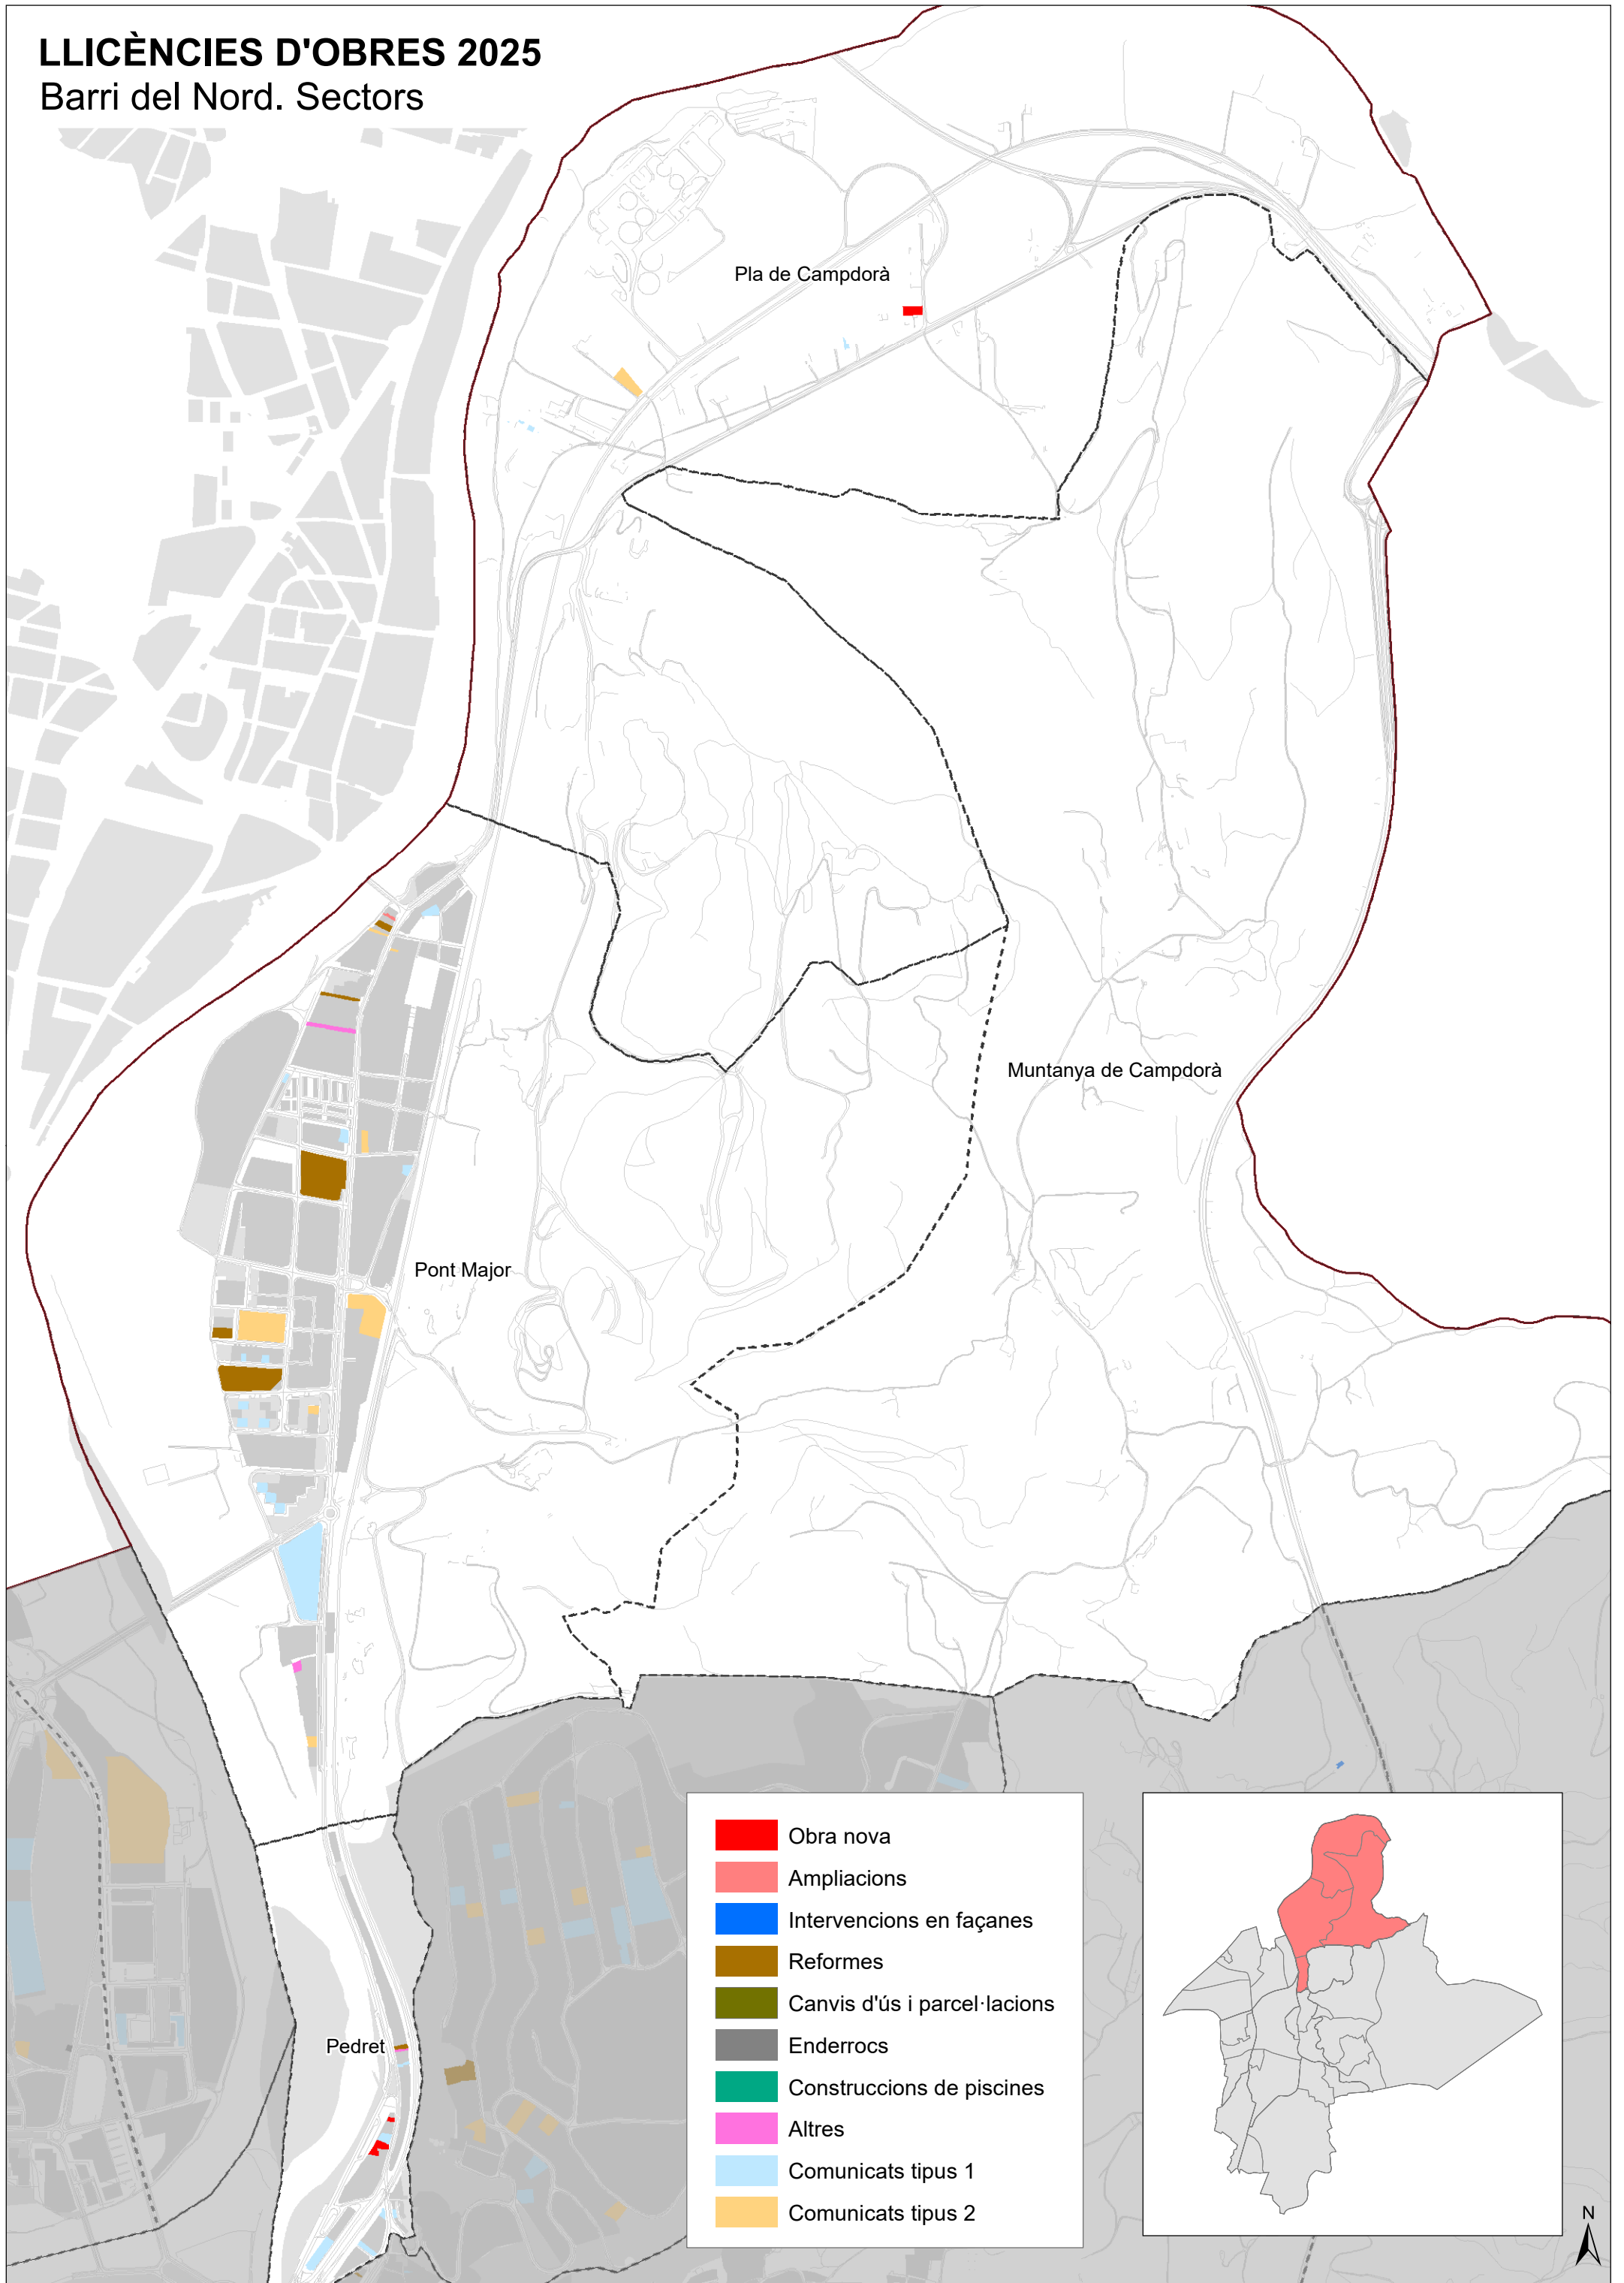 LLICÈNCIES D'OBRES 2025
Barri del Nord. Sectors
Pla de Campdorà
Muntanya de Campdorà
Pont Major
Pedret
Obra nova
Ampliacions
Intervencions en façanes
Reformes
Canvis d'ús i parcel·lacions
Enderrocs
Construccions de piscines
Altres
Comunicats tipus 1
Comunicats tipus 2
N